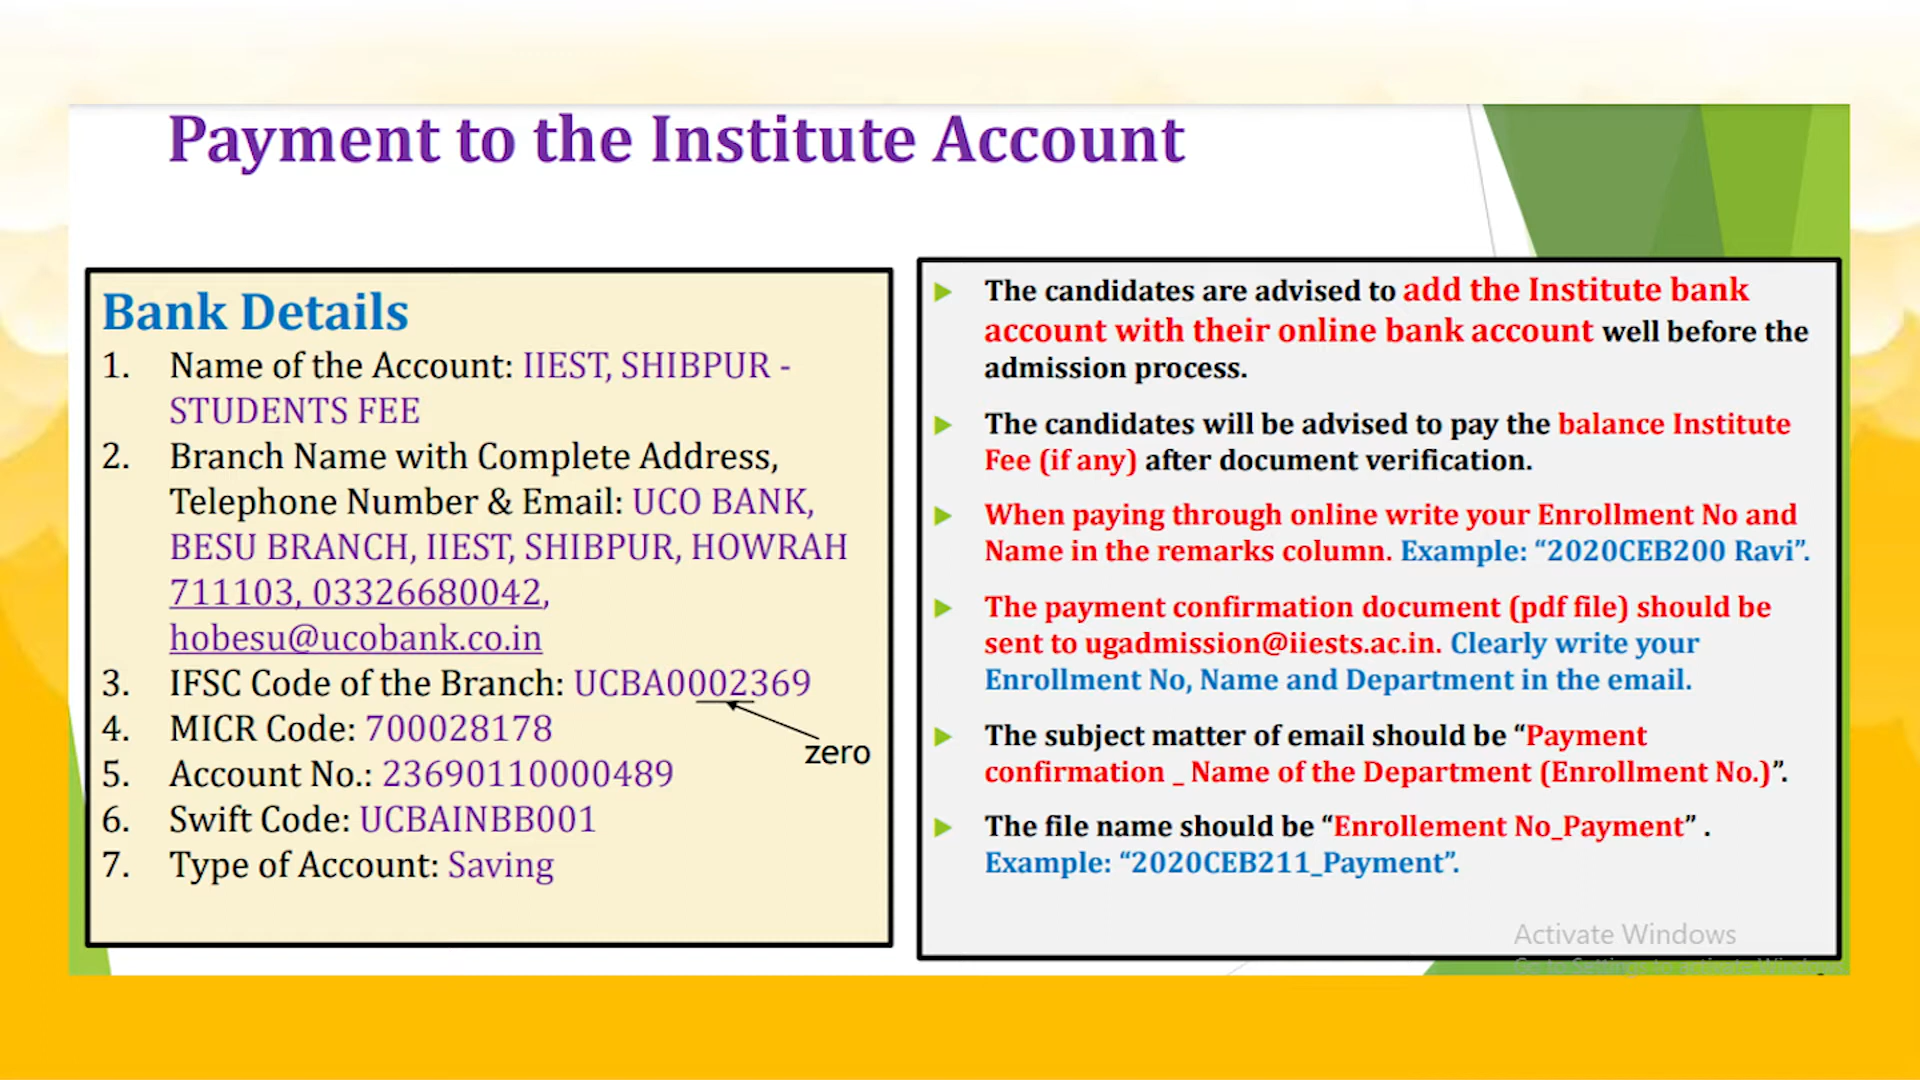 Payment to the Institute Account
Bank Details
1. Name of the Account: IIEST, SHIBPUR -
STUDENTS FEE
2. Branch Name with Complete Address,
Telephone Number & Email: UCO BANK,
BESU BRANCH, IIEST, SHIBPUR, HOWRAH
711103, 03326680042,
hobesu@ucobank.co.in
3. IFSC Code of the Branch: UCBA0002369
zero
4. MICR Code: 700028178
5. Account No.: 23690110000489
6. Swift Code: UCBAINBB001
7. Type of Account: Saving
The candidates are advised to add the Institute bank
account with their online bank account well before the
admission process.
The candidates will be advised to pay the balance Institute
Fee (if any) after document verification.
When paying through online write your Enrollment No and
Name in the remarks column. Example: “2020CEB200 Ravi”.
The payment confirmation document (pdf file) should be
sent to ugadmission@iiests.ac.in. Clearly write your
Enrollment No, Name and Department in the email.
The subject matter of email should be “Payment
confirmation _ Name of the Department (Enrollment No.)”.
The file name should be “Enrollement No_Payment” .
Example: “2020CEB211_Payment”.
Activate Windows